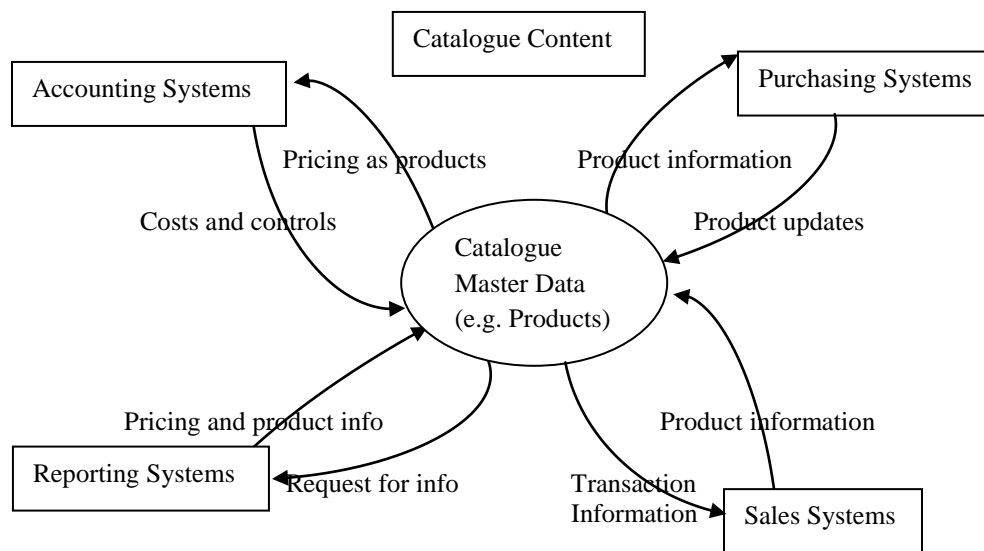 Catalogue Content
Accounting Systems
Purchasing Systems
Pricing as products
Product information
Costs and controls
Product updates
Catalogue
Master Data
(e.g. Products)
Pricing and product info
Product information
Reporting Systems
Request for info
Transaction
Information
Sales Systems